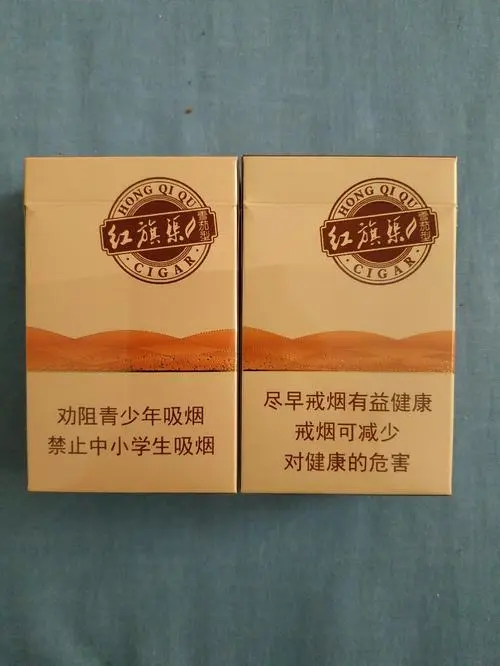 HONG QI QU
红旗渠
雪茄型
CIGAR
劝阻青少年吸烟
禁止中小学生吸烟
HONG QI QU
红旗渠
雪茄型
CIGAR
尽早戒烟有益健康
戒烟可减少
对健康的危害